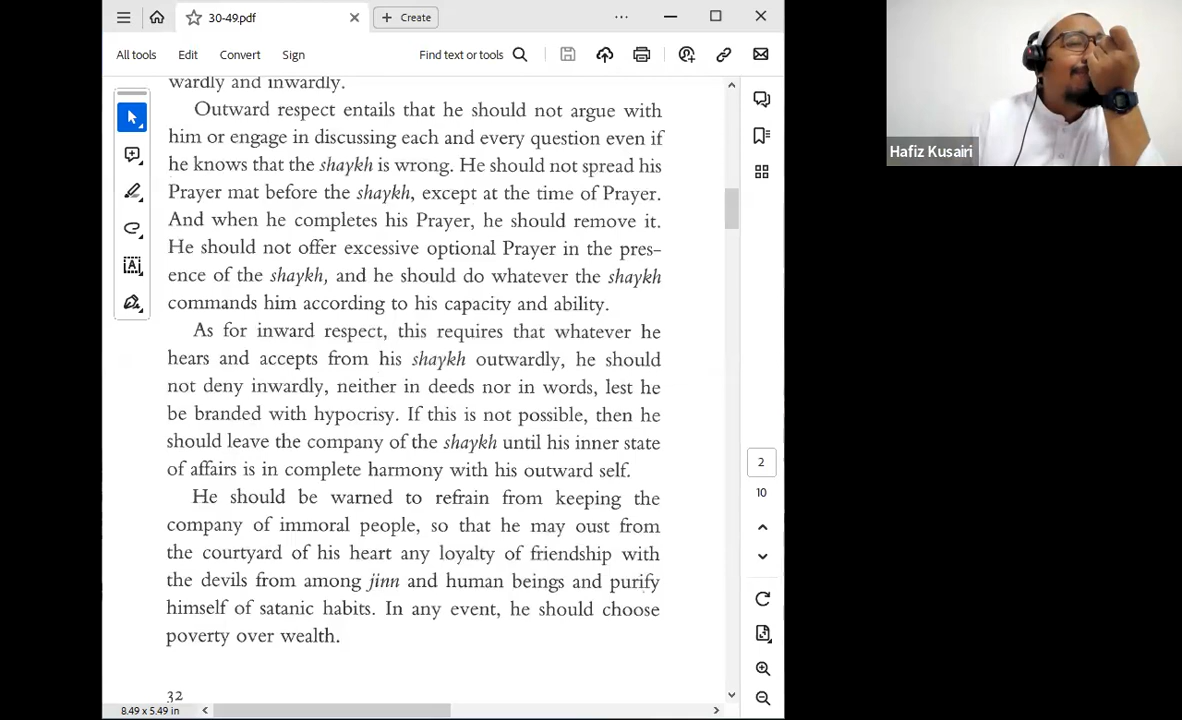 30-49.pdf
Create
All tools
Edit
Convert
Sign
Find text or tools
Hafiz Kusairi
wardly and inwardly.
Outward respect entails that he should not argue with
him or engage in discussing each and every question even if
he knows that the shaykh is wrong. He should not spread his
Prayer mat before the shaykh, except at the time of Prayer.
And when he completes his Prayer, he should remove it.
He should not offer excessive optional Prayer in the pres-
ence of the shaykh, and he should do whatever the shaykh
commands him according to his capacity and ability.
As for inward respect, this requires that whatever he
hears and accepts from his shaykh outwardly, he should
not deny inwardly, neither in deeds nor in words, lest he
be branded with hypocrisy. If this is not possible, then he
should leave the company of the shaykh until his inner state
of affairs is in complete harmony with his outward self.
He should be warned to refrain from keeping the
company of immoral people, so that he may oust from
the courtyard of his heart any loyalty of friendship with
the devils from among jinn and human beings and purify
himself of satanic habits. In any event, he should choose
poverty over wealth.
32
2
10
8.49 x 5.49 in